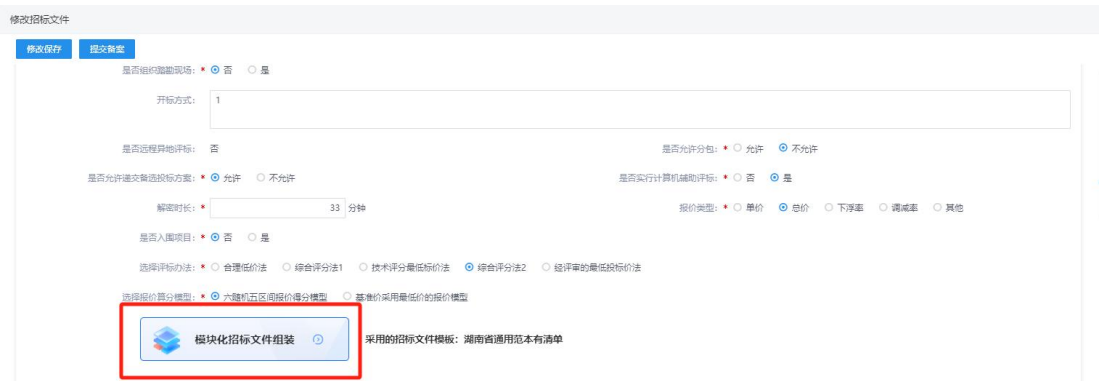 修改招标文件
修改保存 提交备案
是否组织踏勘现场: * 否 是
开标方式: 1
是否远程异地评标: 否 是否允许分包: * 允许 不允许
是否允许递交备选投标方案: * 允许 不允许 是否实行计算机辅助评标: * 否 是
解密时长: * 33 分钟 报价类型: * 单价 总价 下浮率 调减率 其他
是否入围项目: * 否 是
选择评标办法: * 合理低价法 综合评分法1 技术评分最低标价法 综合评分法2 经评审的最低投标价法
选择报价算分模型: * 六随机五区间报价得分模型 基准价采用最低价的报价模型
模块化招标文件组装 采用的招标文件模板: 湖南省通用范本有清单